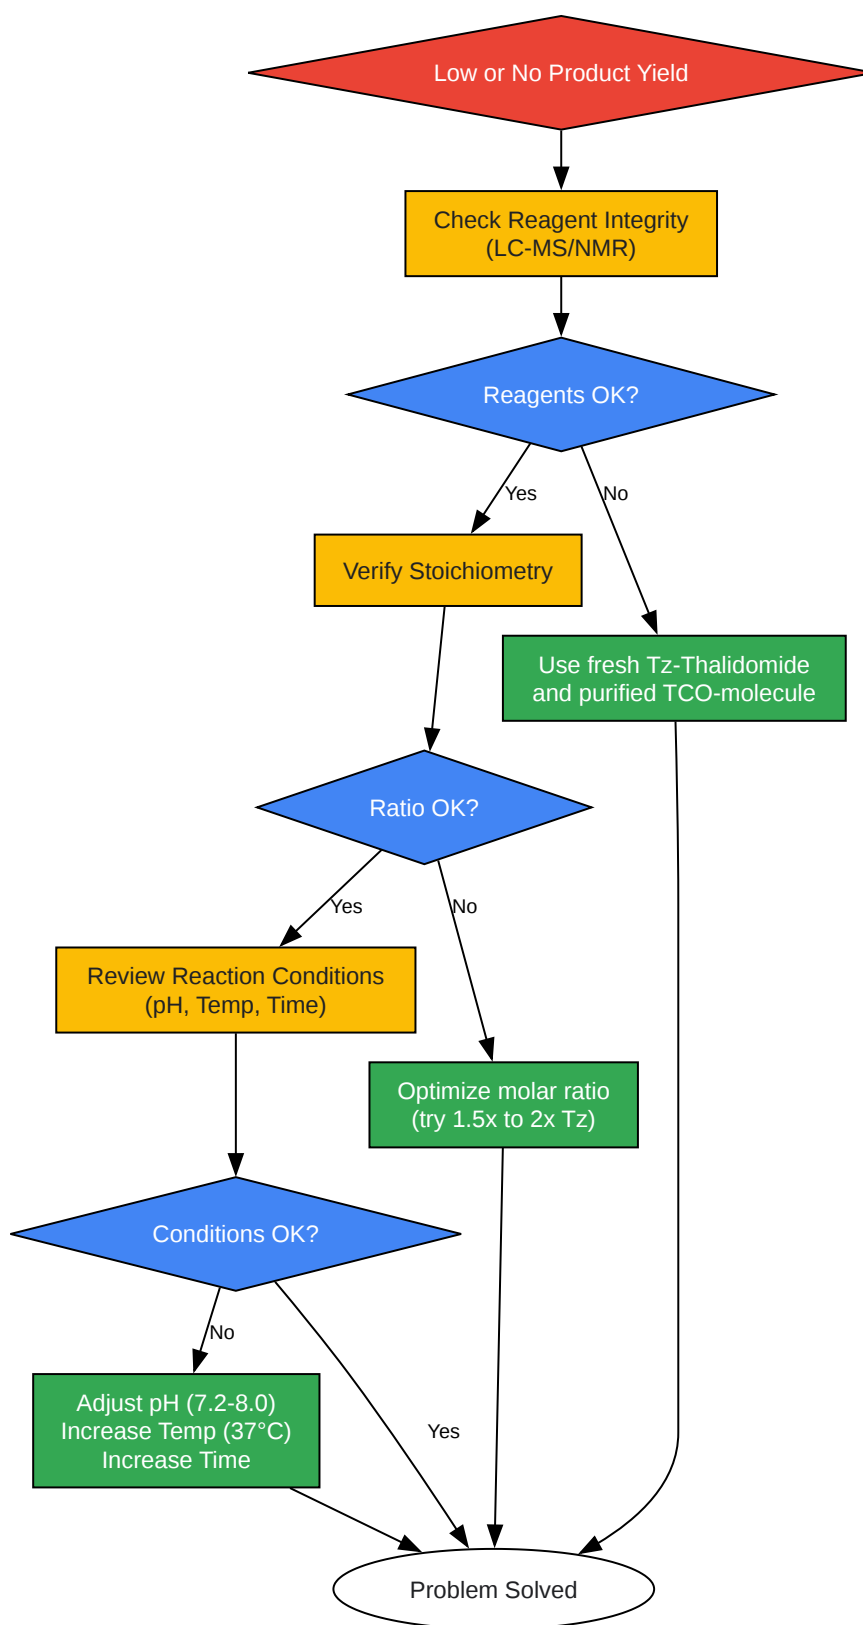 Low or No Product Yield
Check Reagent Integrity
(LC-MS/NMR)
Reagents OK?
Yes
No
Verify Stoichiometry
Use fresh Tz-Thalidomide
and purified TCO-molecule
Ratio OK?
Yes
No
Review Reaction Conditions
(pH, Temp, Time)
Optimize molar ratio
(try 1.5x to 2x Tz)
Conditions OK?
No
Yes
Adjust pH (7.2-8.0)
Increase Temp (37°C)
Increase Time
Problem Solved